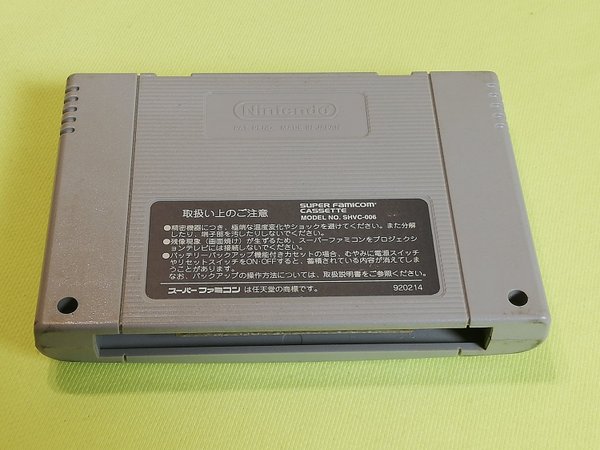 Nintendo
PAT. PEND. MADE IN JAPAN
取扱い上のご注意
SUPER FAMICOM
CASSETTE
MODEL NO. SHVC-006
●精密機器につき、極端な温度変化やショックを避けてください。また分解
したり、端子部を汚したりしないでください。
●残像現象（画面焼け）が生ずるため、スーパーファミコンをプロジェクシ
ョンテレビには接続しないでください。
●バッテリーバックアップ機能付きカセットの場合、むやみに電源スイッチ
やリセットスイッチをON OFFすると、蓄積されている内容が消えてしま
うことがあります。
なお、バックアップの操作方法については、取扱説明書をご参照ください。
スーパーファミコンは任天堂の商標です。
920214